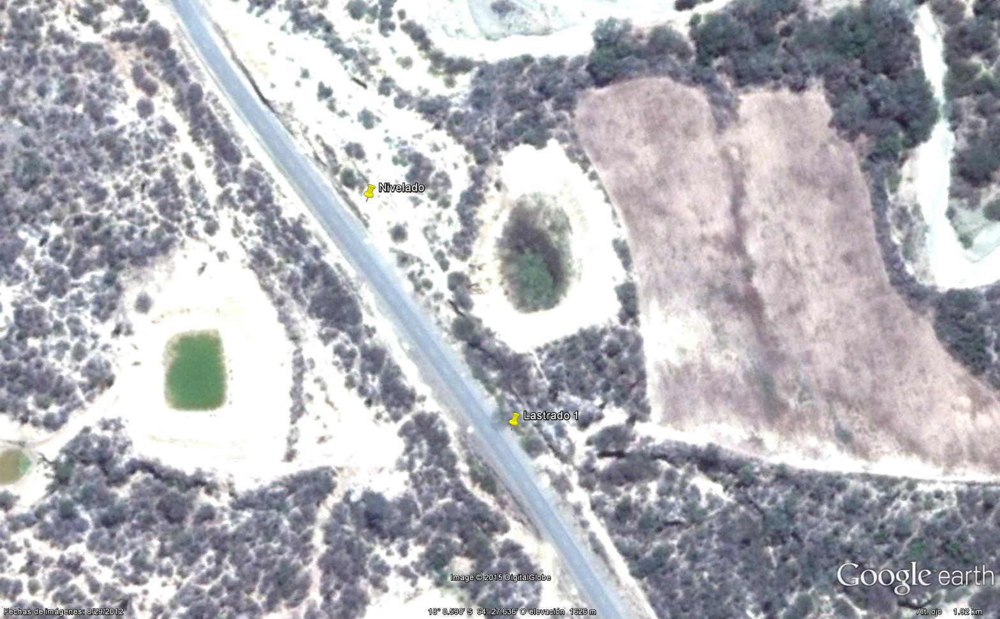 Nivelado
Lastrado 1
Image © 2015 DigitalGlobe
Google earth
Fechas de imágenes: 8/29/2012
18° 0.590' S 64° 27.636' O elevación 1626 m
Alt. ojo 1.92 km